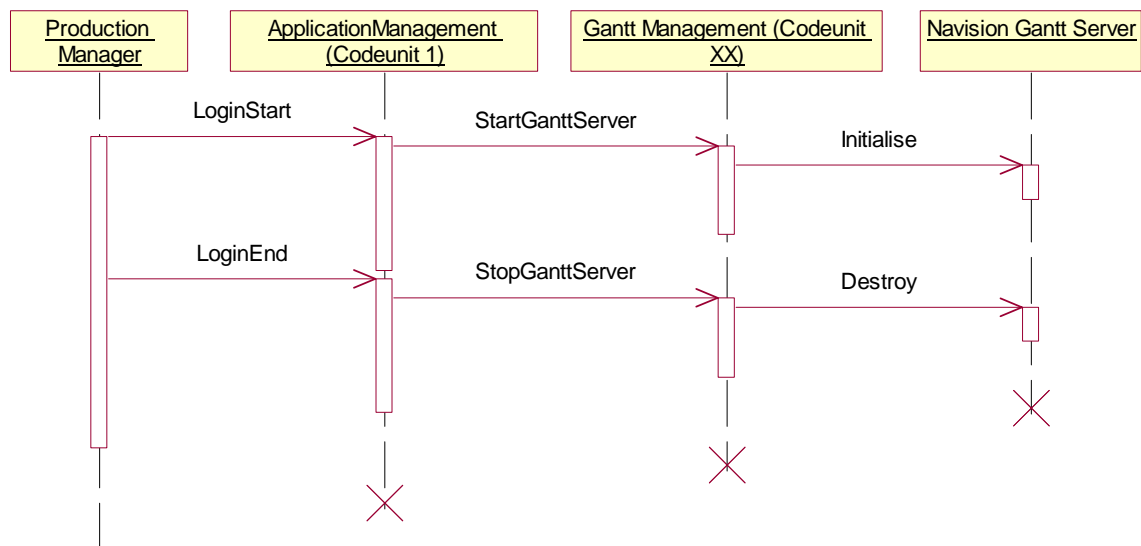 Production
Manager
ApplicationManagement
(Codeunit 1)
Gantt Management (Codeunit
XX)
Navision Gantt Server
LoginStart
StartGanttServer
Initialise
LoginEnd
StopGanttServer
Destroy